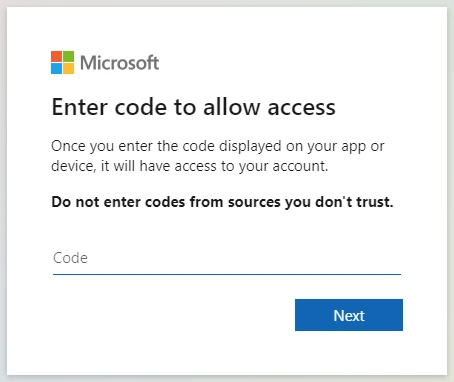 Microsoft
Enter code to allow access
Once you enter the code displayed on your app or
device, it will have access to your account.
Do not enter codes from sources you don't trust.
Code
Next